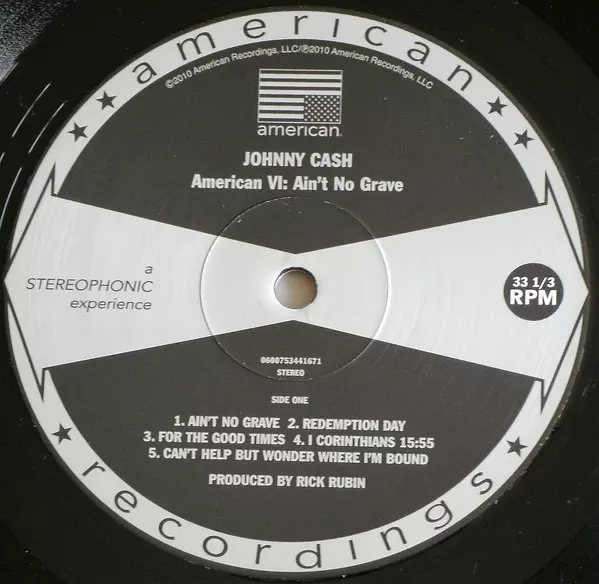 american
©2010 American Recordings, LLC/℗2010 American Recordings, LLC
american
JOHNNY CASH
American VI: Ain't No Grave
a
STEREOPHONIC
experience
33 1/3
RPM
0600753441671
STEREO
SIDE ONE
1. AIN'T NO GRAVE 2. REDEMPTION DAY
3. FOR THE GOOD TIMES 4. I CORINTHIANS 15:55
5. CAN'T HELP BUT WONDER WHERE I'M BOUND
PRODUCED BY RICK RUBIN
recordings